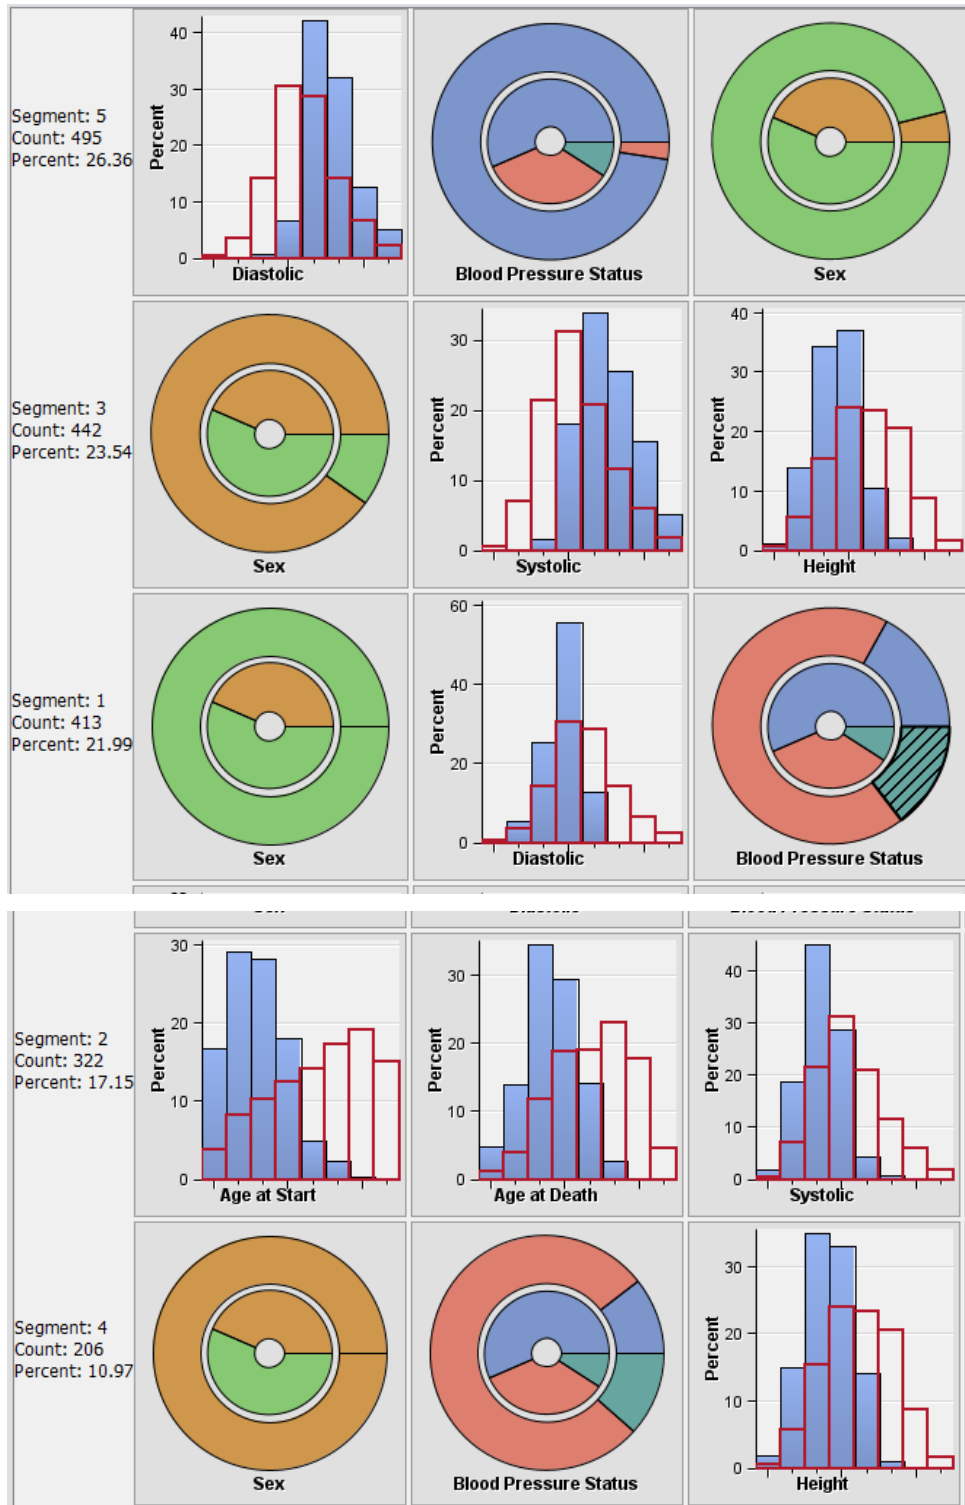 Segment: 5
Count: 495
Percent: 26.36
Percent
40
30
20
10
0
Diastolic
Blood Pressure Status
Sex
Segment: 3
Count: 442
Percent: 23.54
Sex
Percent
30
20
10
0
Systolic
Percent
40
30
20
10
0
Height
Segment: 1
Count: 413
Percent: 21.99
Sex
Percent
60
40
20
0
Diastolic
Blood Pressure Status
Segment: 2
Count: 322
Percent: 17.15
Percent
30
20
10
0
Age at Start
Percent
30
20
10
0
Age at Death
Percent
40
30
20
10
0
Systolic
Segment: 4
Count: 206
Percent: 10.97
Sex
Blood Pressure Status
Percent
30
20
10
0
Height